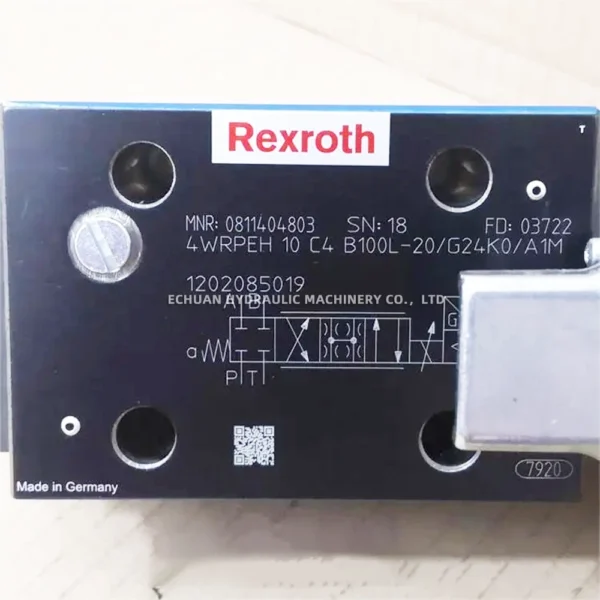 T
Rexroth
MNR: 0811404803 SN: 18 FD: 03722
4WRPEH 10 C4 B100L-20/G24K0/A1M
1202085019
ECHUAN HYDRAULIC MACHINERY CO., LTD
A B
G
a
P T
7920
Made in Germany